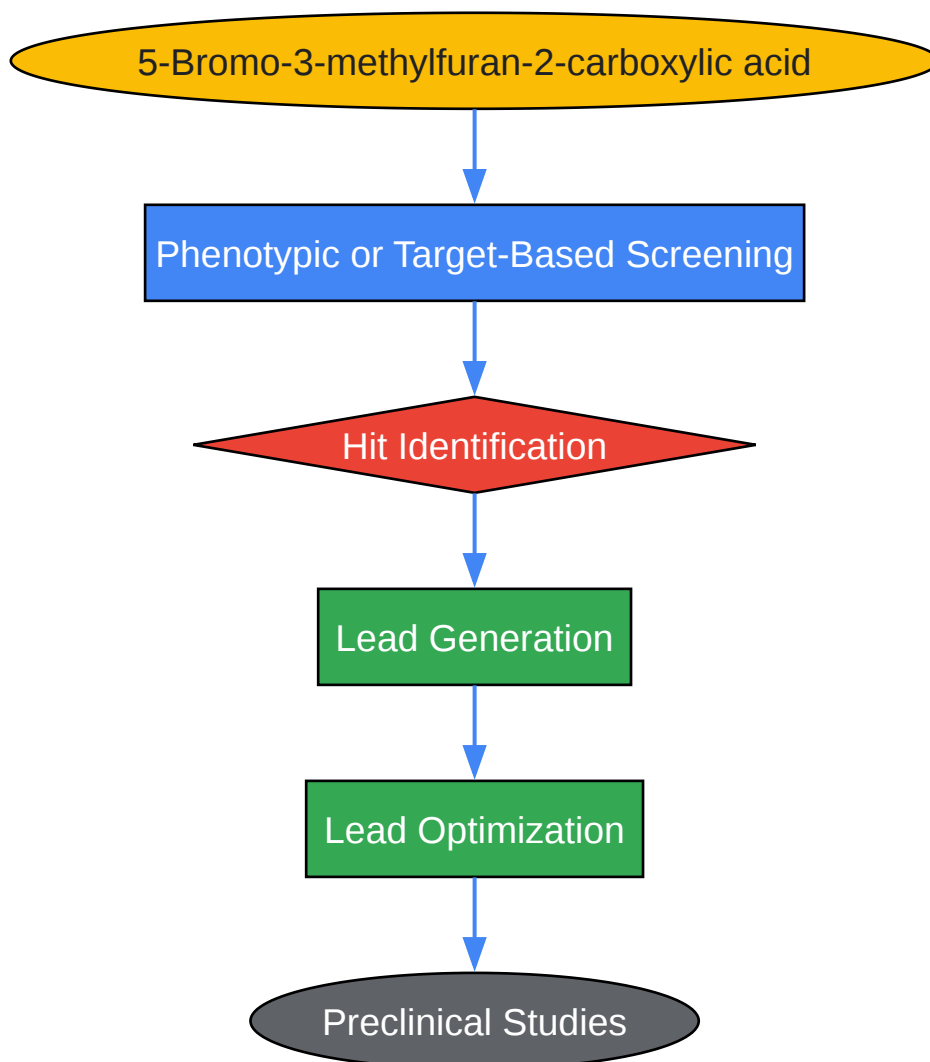 5-Bromo-3-methylfuran-2-carboxylic acid
Phenotypic or Target-Based Screening
Hit Identification
Lead Generation
Lead Optimization
Preclinical Studies